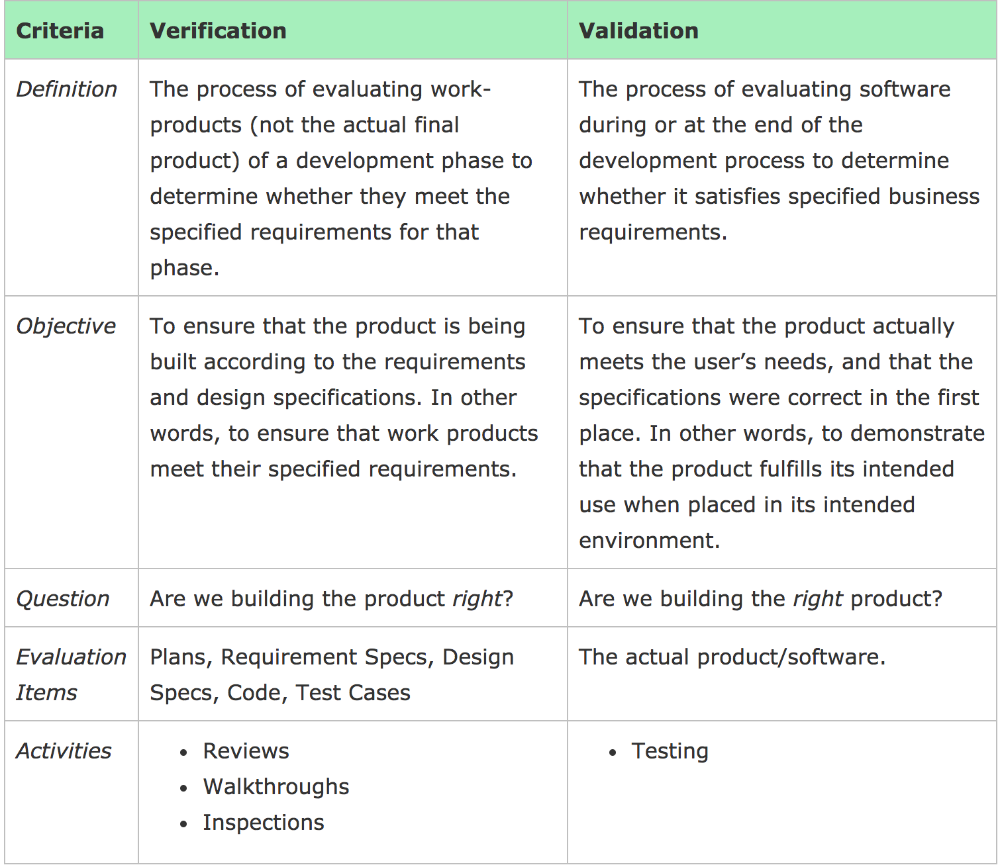 Criteria
Verification
Validation
Definition
The process of evaluating work-
products (not the actual final
product) of a development phase to
determine whether they meet the
specified requirements for that
phase.
The process of evaluating software
during or at the end of the
development process to determine
whether it satisfies specified business
requirements.
Objective
To ensure that the product is being
built according to the requirements
and design specifications. In other
words, to ensure that work products
meet their specified requirements.
To ensure that the product actually
meets the user’s needs, and that the
specifications were correct in the first
place. In other words, to demonstrate
that the product fulfills its intended
use when placed in its intended
environment.
Question
Are we building the product right?
Are we building the right product?
Evaluation
Items
Plans, Requirement Specs, Design
Specs, Code, Test Cases
The actual product/software.
Activities
• Reviews
• Walkthroughs
• Inspections
• Testing